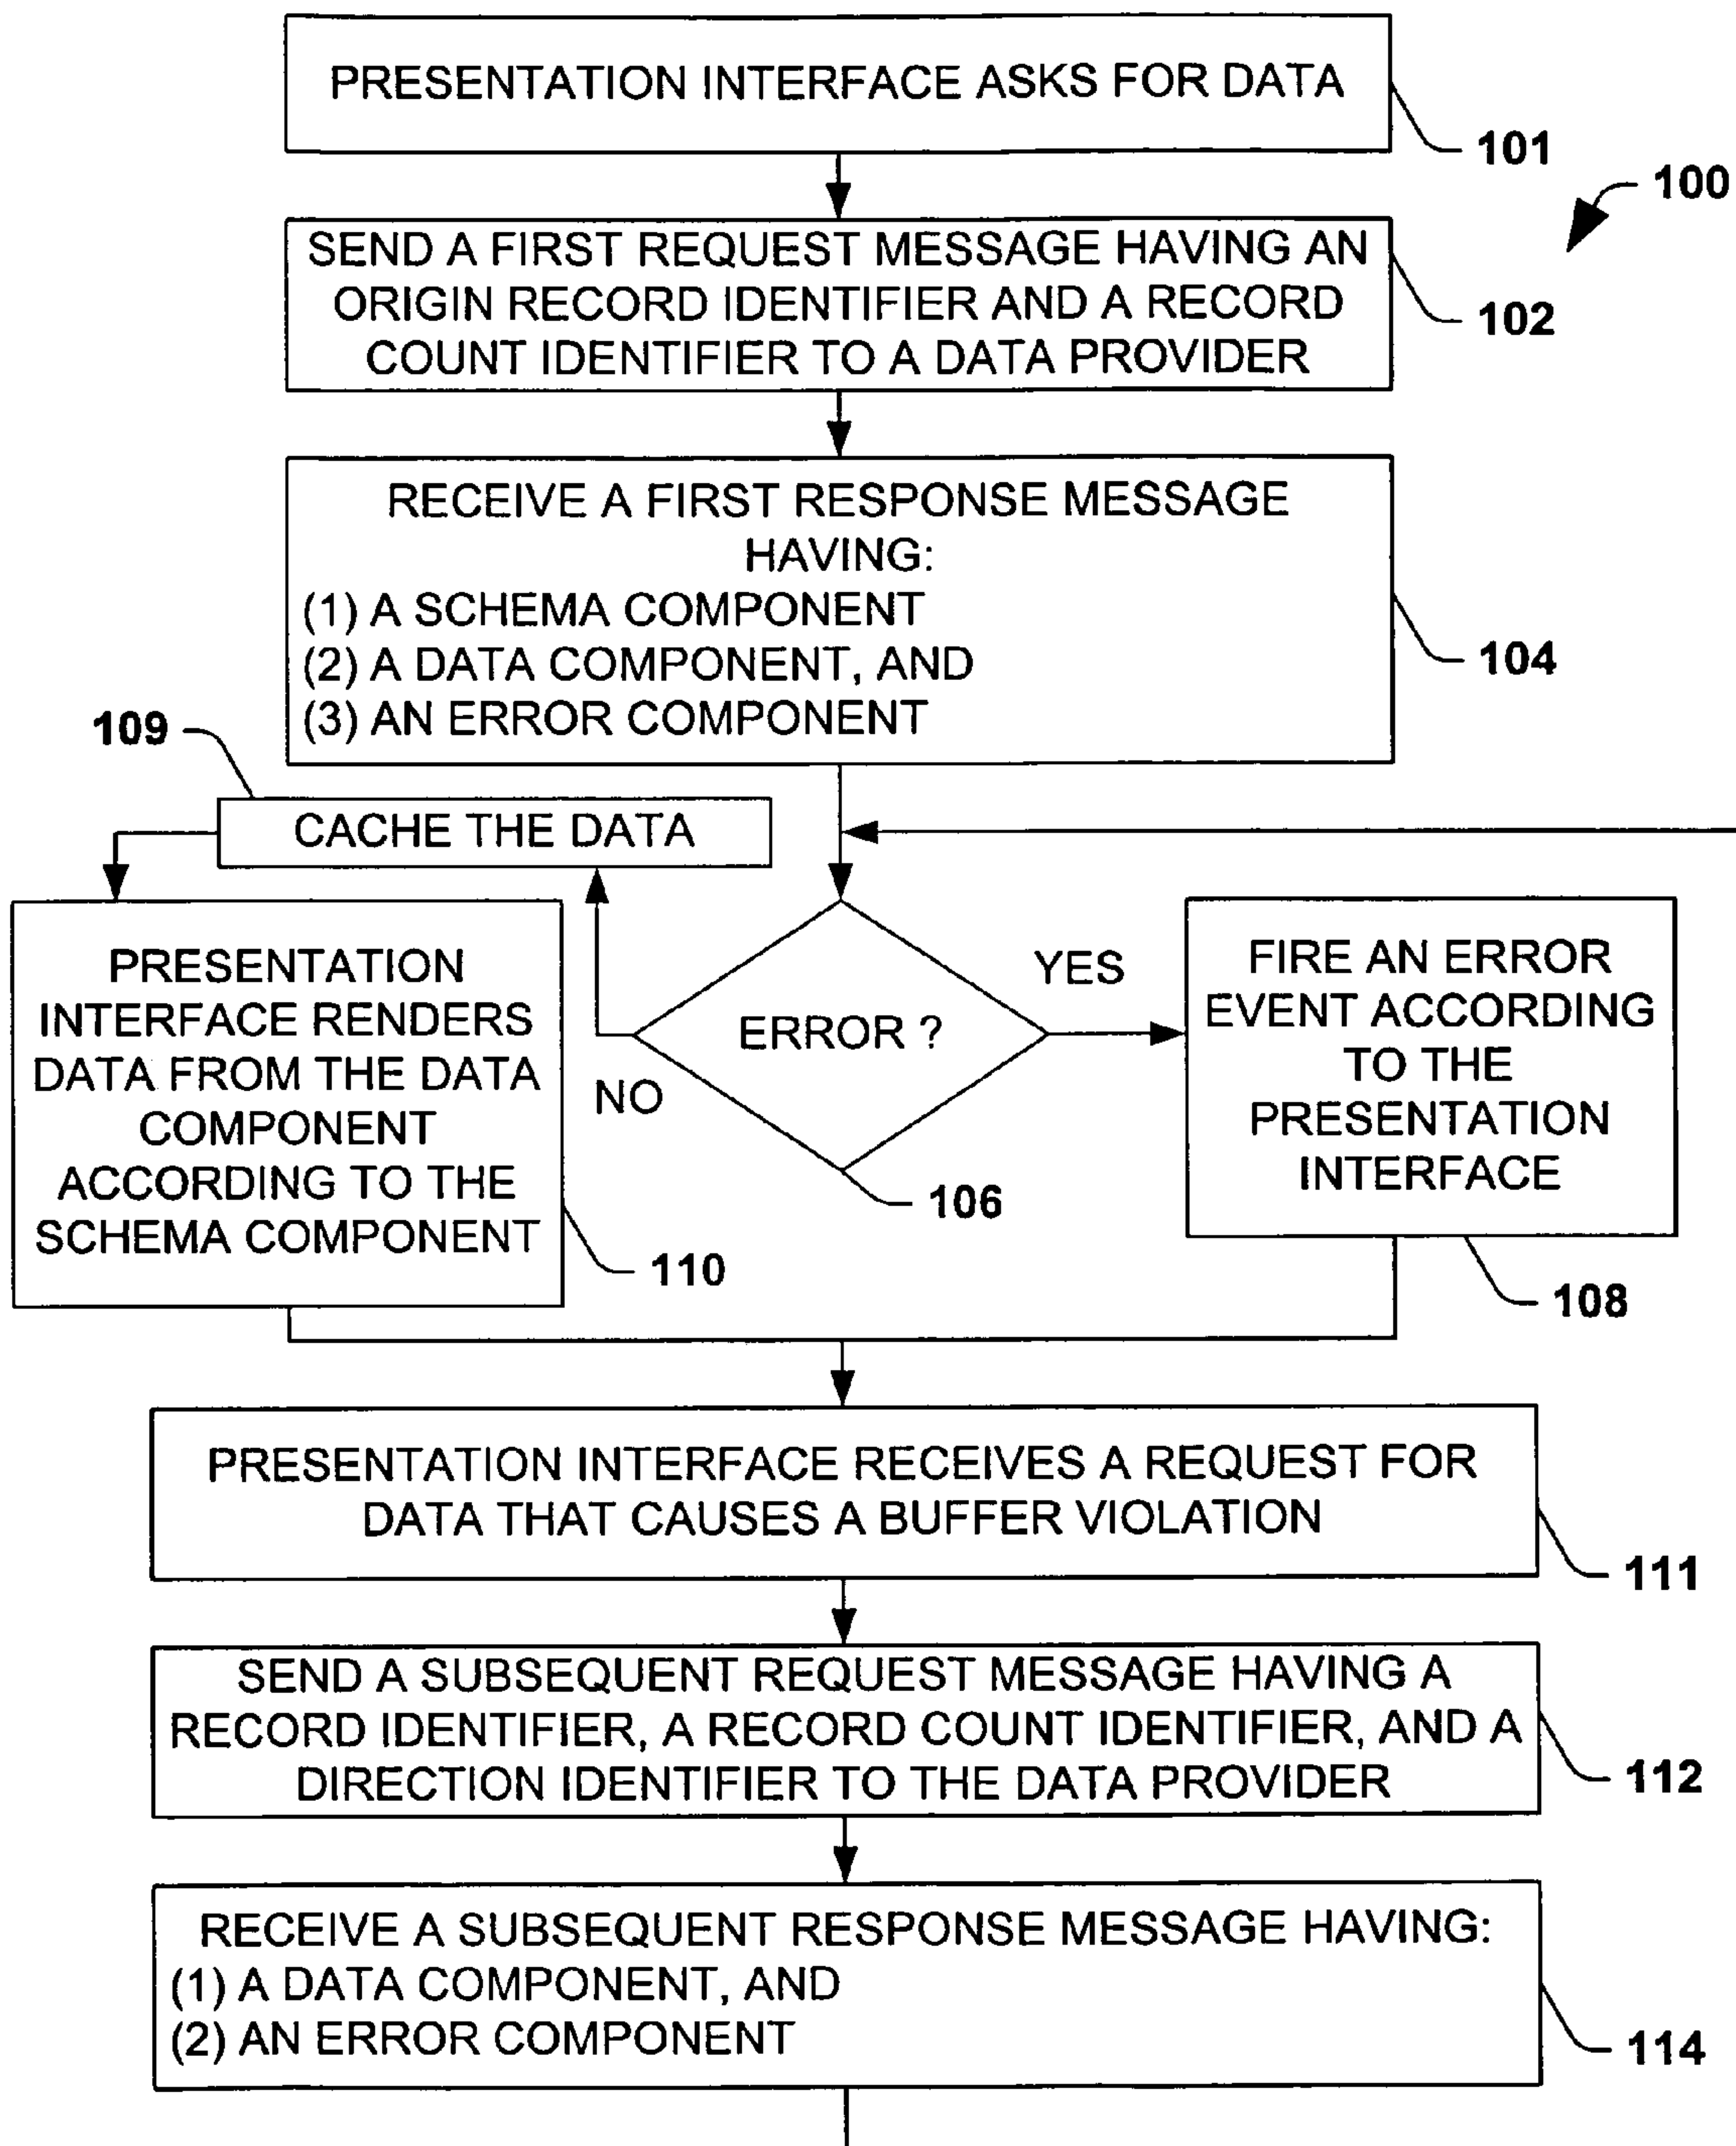 PRESENTATION INTERFACE ASKS FOR DATA
101
100
SEND A FIRST REQUEST MESSAGE HAVING AN
ORIGIN RECORD IDENTIFIER AND A RECORD
COUNT IDENTIFIER TO A DATA PROVIDER
102
RECEIVE A FIRST RESPONSE MESSAGE
HAVING:
(1) A SCHEMA COMPONENT
(2) A DATA COMPONENT, AND
(3) AN ERROR COMPONENT
104
109
CACHE THE DATA
PRESENTATION
INTERFACE RENDERS
DATA FROM THE DATA
COMPONENT
ACCORDING TO THE
SCHEMA COMPONENT
110
ERROR ?
NO
YES
106
FIRE AN ERROR
EVENT ACCORDING
TO THE
PRESENTATION
INTERFACE
108
PRESENTATION INTERFACE RECEIVES A REQUEST FOR
DATA THAT CAUSES A BUFFER VIOLATION
111
SEND A SUBSEQUENT REQUEST MESSAGE HAVING A
RECORD IDENTIFIER, A RECORD COUNT IDENTIFIER, AND A
DIRECTION IDENTIFIER TO THE DATA PROVIDER
112
RECEIVE A SUBSEQUENT RESPONSE MESSAGE HAVING:
(1) A DATA COMPONENT, AND
(2) AN ERROR COMPONENT
114